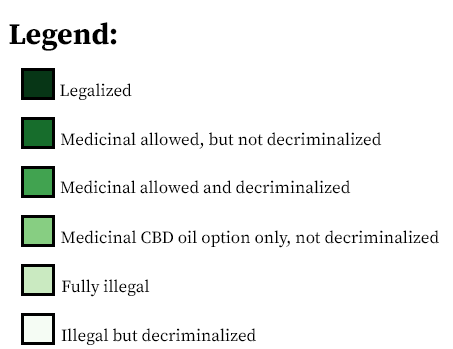 Legend:
Legalized
Medicinal allowed, but not decriminalized
Medicinal allowed and decriminalized
Medicinal CBD oil option only, not decriminalized
Fully illegal
Illegal but decriminalized